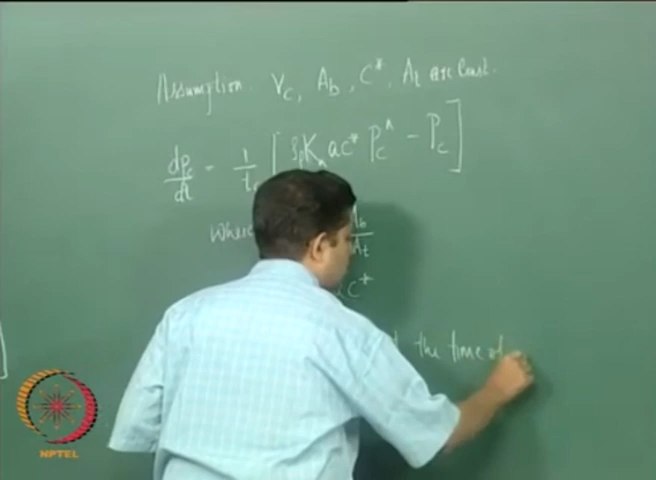 Assumption. Vc, Ab, C*, At are Const.
dPc/dt = 1/t [ ρp Kn a c* Pc^n - Pc ]
where Ab/At
c*
the time of
NPTEL